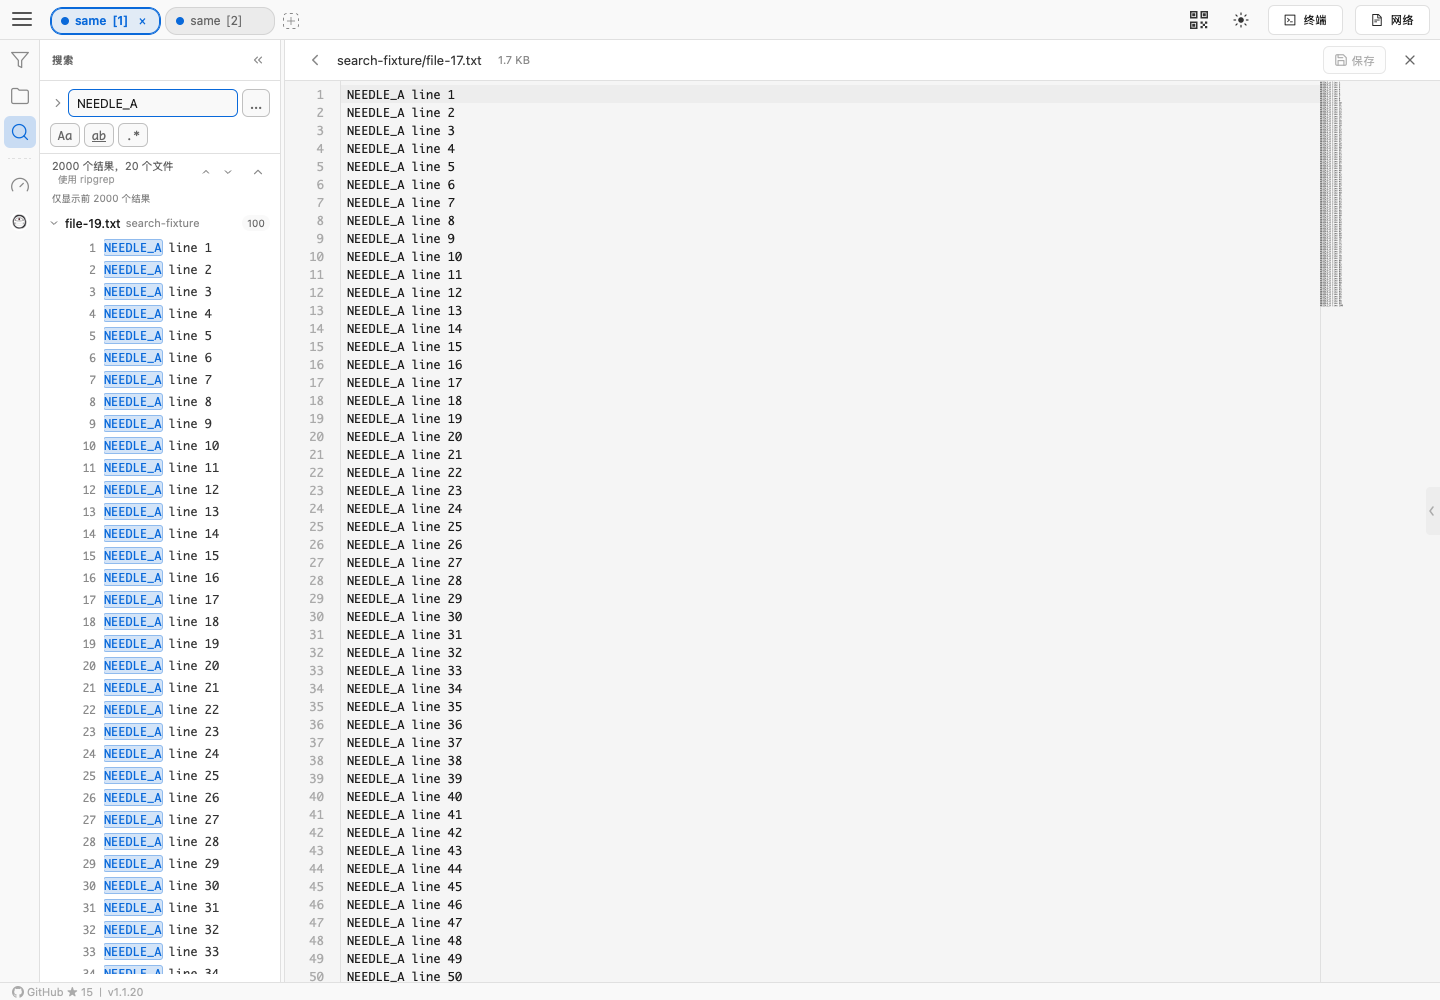 same [1] ×
same [2]
终端
网络
搜索
search-fixture/file-17.txt 1.7 KB
保存
NEEDLE_A
...
Aa
ab
.*
2000 个结果，20 个文件
使用 ripgrep
仅显示前 2000 个结果
file-19.txt search-fixture 100
1 NEEDLE_A line 1
2 NEEDLE_A line 2
3 NEEDLE_A line 3
4 NEEDLE_A line 4
5 NEEDLE_A line 5
6 NEEDLE_A line 6
7 NEEDLE_A line 7
8 NEEDLE_A line 8
9 NEEDLE_A line 9
10 NEEDLE_A line 10
11 NEEDLE_A line 11
12 NEEDLE_A line 12
13 NEEDLE_A line 13
14 NEEDLE_A line 14
15 NEEDLE_A line 15
16 NEEDLE_A line 16
17 NEEDLE_A line 17
18 NEEDLE_A line 18
19 NEEDLE_A line 19
20 NEEDLE_A line 20
21 NEEDLE_A line 21
22 NEEDLE_A line 22
23 NEEDLE_A line 23
24 NEEDLE_A line 24
25 NEEDLE_A line 25
26 NEEDLE_A line 26
27 NEEDLE_A line 27
28 NEEDLE_A line 28
29 NEEDLE_A line 29
30 NEEDLE_A line 30
31 NEEDLE_A line 31
32 NEEDLE_A line 32
33 NEEDLE_A line 33
34 NEEDLE_A line 34
1 NEEDLE_A line 1
2 NEEDLE_A line 2
3 NEEDLE_A line 3
4 NEEDLE_A line 4
5 NEEDLE_A line 5
6 NEEDLE_A line 6
7 NEEDLE_A line 7
8 NEEDLE_A line 8
9 NEEDLE_A line 9
10 NEEDLE_A line 10
11 NEEDLE_A line 11
12 NEEDLE_A line 12
13 NEEDLE_A line 13
14 NEEDLE_A line 14
15 NEEDLE_A line 15
16 NEEDLE_A line 16
17 NEEDLE_A line 17
18 NEEDLE_A line 18
19 NEEDLE_A line 19
20 NEEDLE_A line 20
21 NEEDLE_A line 21
22 NEEDLE_A line 22
23 NEEDLE_A line 23
24 NEEDLE_A line 24
25 NEEDLE_A line 25
26 NEEDLE_A line 26
27 NEEDLE_A line 27
28 NEEDLE_A line 28
29 NEEDLE_A line 29
30 NEEDLE_A line 30
31 NEEDLE_A line 31
32 NEEDLE_A line 32
33 NEEDLE_A line 33
34 NEEDLE_A line 34
35 NEEDLE_A line 35
36 NEEDLE_A line 36
37 NEEDLE_A line 37
38 NEEDLE_A line 38
39 NEEDLE_A line 39
40 NEEDLE_A line 40
41 NEEDLE_A line 41
42 NEEDLE_A line 42
43 NEEDLE_A line 43
44 NEEDLE_A line 44
45 NEEDLE_A line 45
46 NEEDLE_A line 46
47 NEEDLE_A line 47
48 NEEDLE_A line 48
49 NEEDLE_A line 49
50 NEEDLE_A line 50
GitHub ★ 15 | v1.1.20